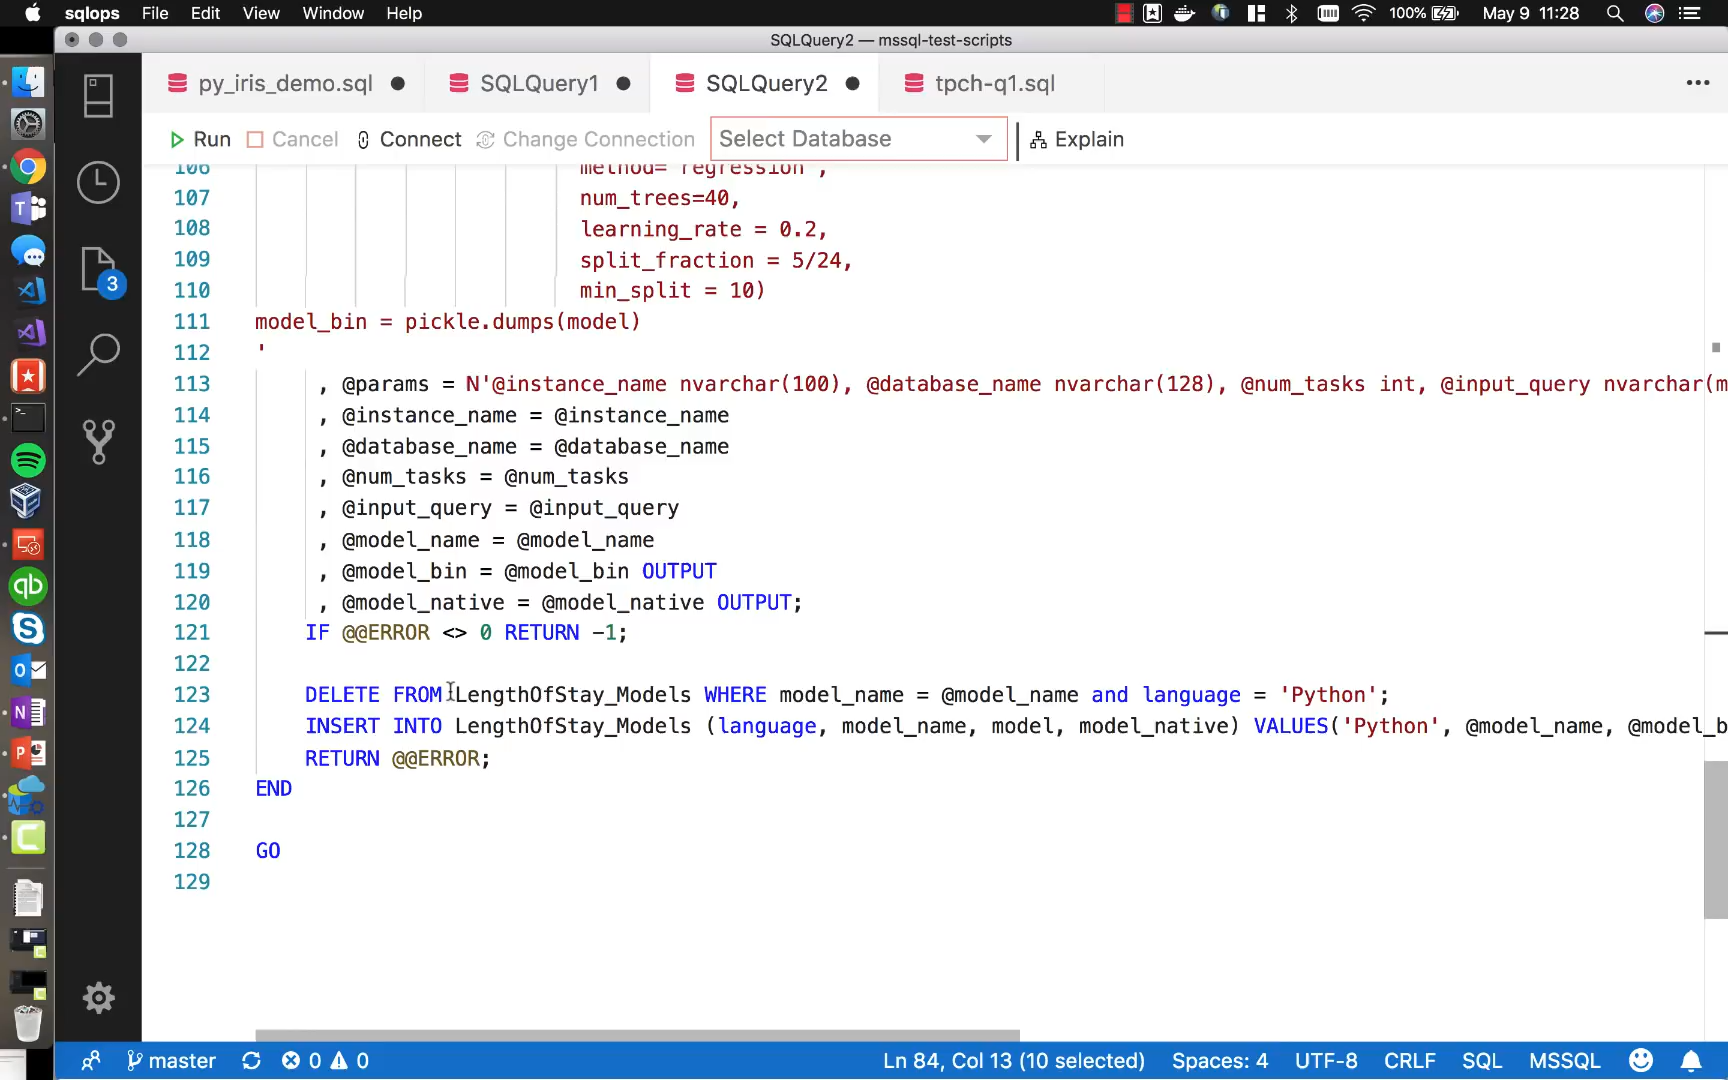 sqlops File Edit View Window Help 100% May 9 11:28
SQLQuery2 — mssql-test-scripts
py_iris_demo.sql SQLQuery1 SQLQuery2 tpch-q1.sql
Run Cancel Connect Change Connection Select Database Explain
106 method="regression",
107 num_trees=40,
108 learning_rate = 0.2,
109 split_fraction = 5/24,
110 min_split = 10)
111 model_bin = pickle.dumps(model)
112 '
113 , @params = N'@instance_name nvarchar(100), @database_name nvarchar(128), @num_tasks int, @input_query nvarchar(m
114 , @instance_name = @instance_name
115 , @database_name = @database_name
116 , @num_tasks = @num_tasks
117 , @input_query = @input_query
118 , @model_name = @model_name
119 , @model_bin = @model_bin OUTPUT
120 , @model_native = @model_native OUTPUT;
121 IF @@ERROR <> 0 RETURN -1;
122
123 DELETE FROM LengthOfStay_Models WHERE model_name = @model_name and language = 'Python';
124 INSERT INTO LengthOfStay_Models (language, model_name, model, model_native) VALUES('Python', @model_name, @model_b
125 RETURN @@ERROR;
126 END
127
128 GO
129
3
master 0 0 Ln 84, Col 13 (10 selected) Spaces: 4 UTF-8 CRLF SQL MSSQL